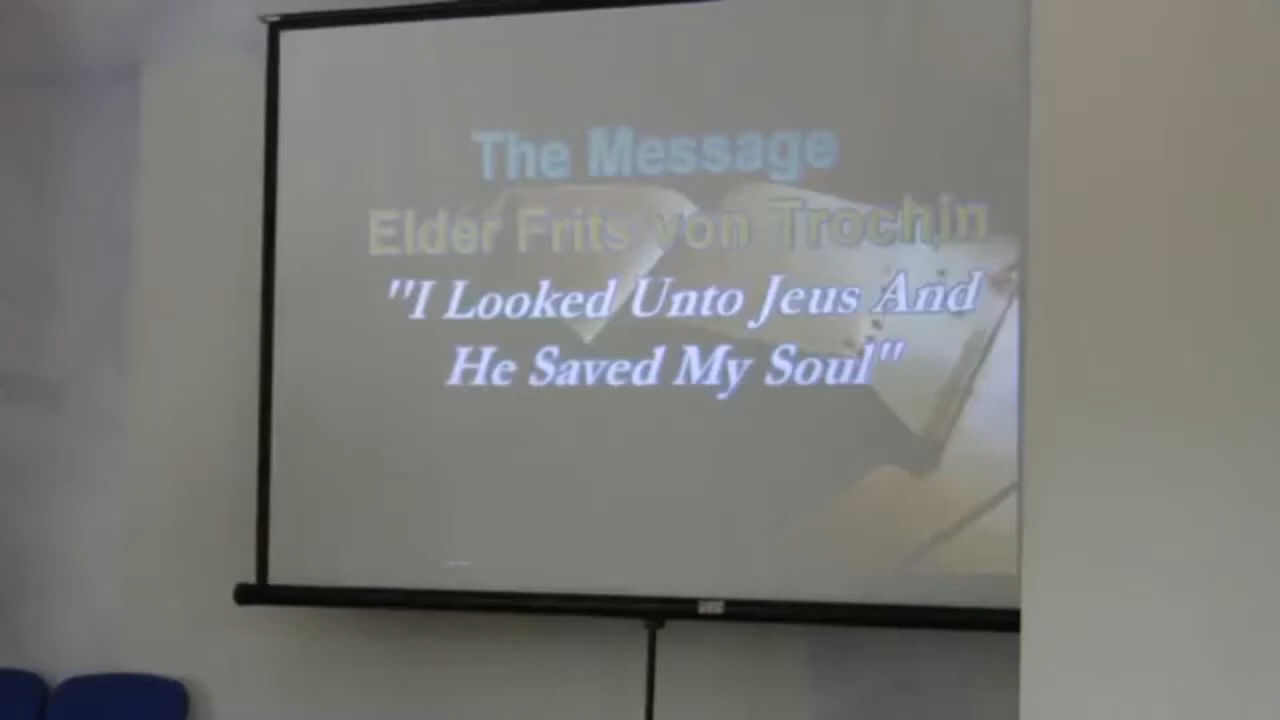 The Message
Elder Frits von Trochin
"I Looked Unto Jeus And
He Saved My Soul"